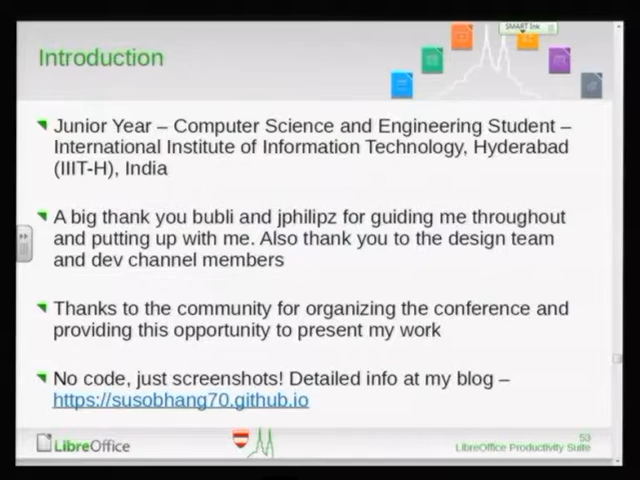 SMART Ink
Introduction
Junior Year – Computer Science and Engineering Student –
International Institute of Information Technology, Hyderabad
(IIIT-H), India
A big thank you bubli and jphilipz for guiding me throughout
and putting up with me. Also thank you to the design team
and dev channel members
Thanks to the community for organizing the conference and
providing this opportunity to present my work
No code, just screenshots! Detailed info at my blog –
https://susobhang70.github.io
LibreOffice
53
LibreOffice Productivity Suite